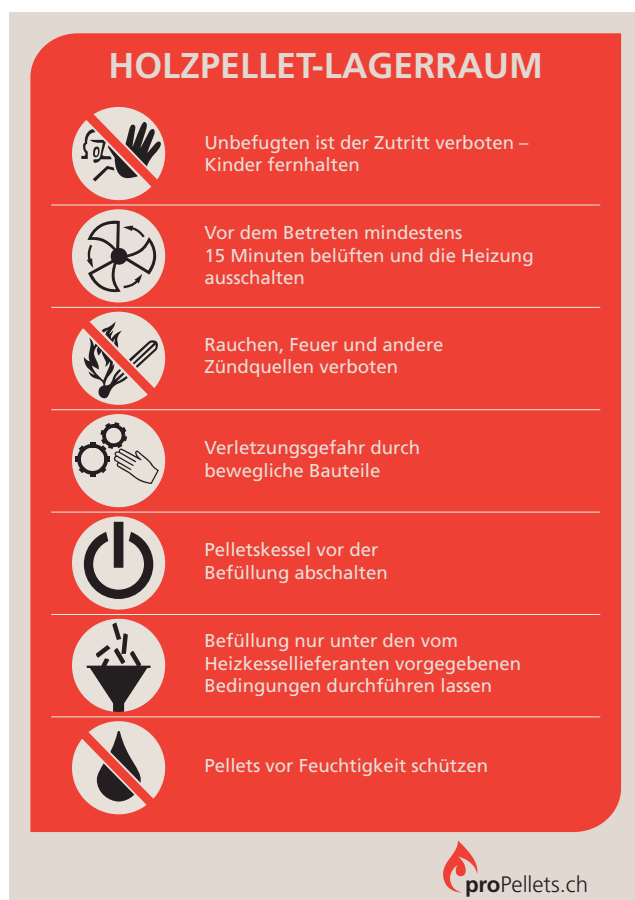 HOLZPELLET-LAGERRAUM
Unbefugten ist der Zutritt verboten –
Kinder fernhalten
Vor dem Betreten mindestens
15 Minuten belüften und die Heizung
ausschalten
Rauchen, Feuer und andere
Zündquellen verboten
Verletzungsgefahr durch
bewegliche Bauteile
Pelletskessel vor der
Befüllung abschalten
Befüllung nur unter den vom
Heizkessellieferanten vorgegebenen
Bedingungen durchführen lassen
Pellets vor Feuchtigkeit schützen
proPellets.ch